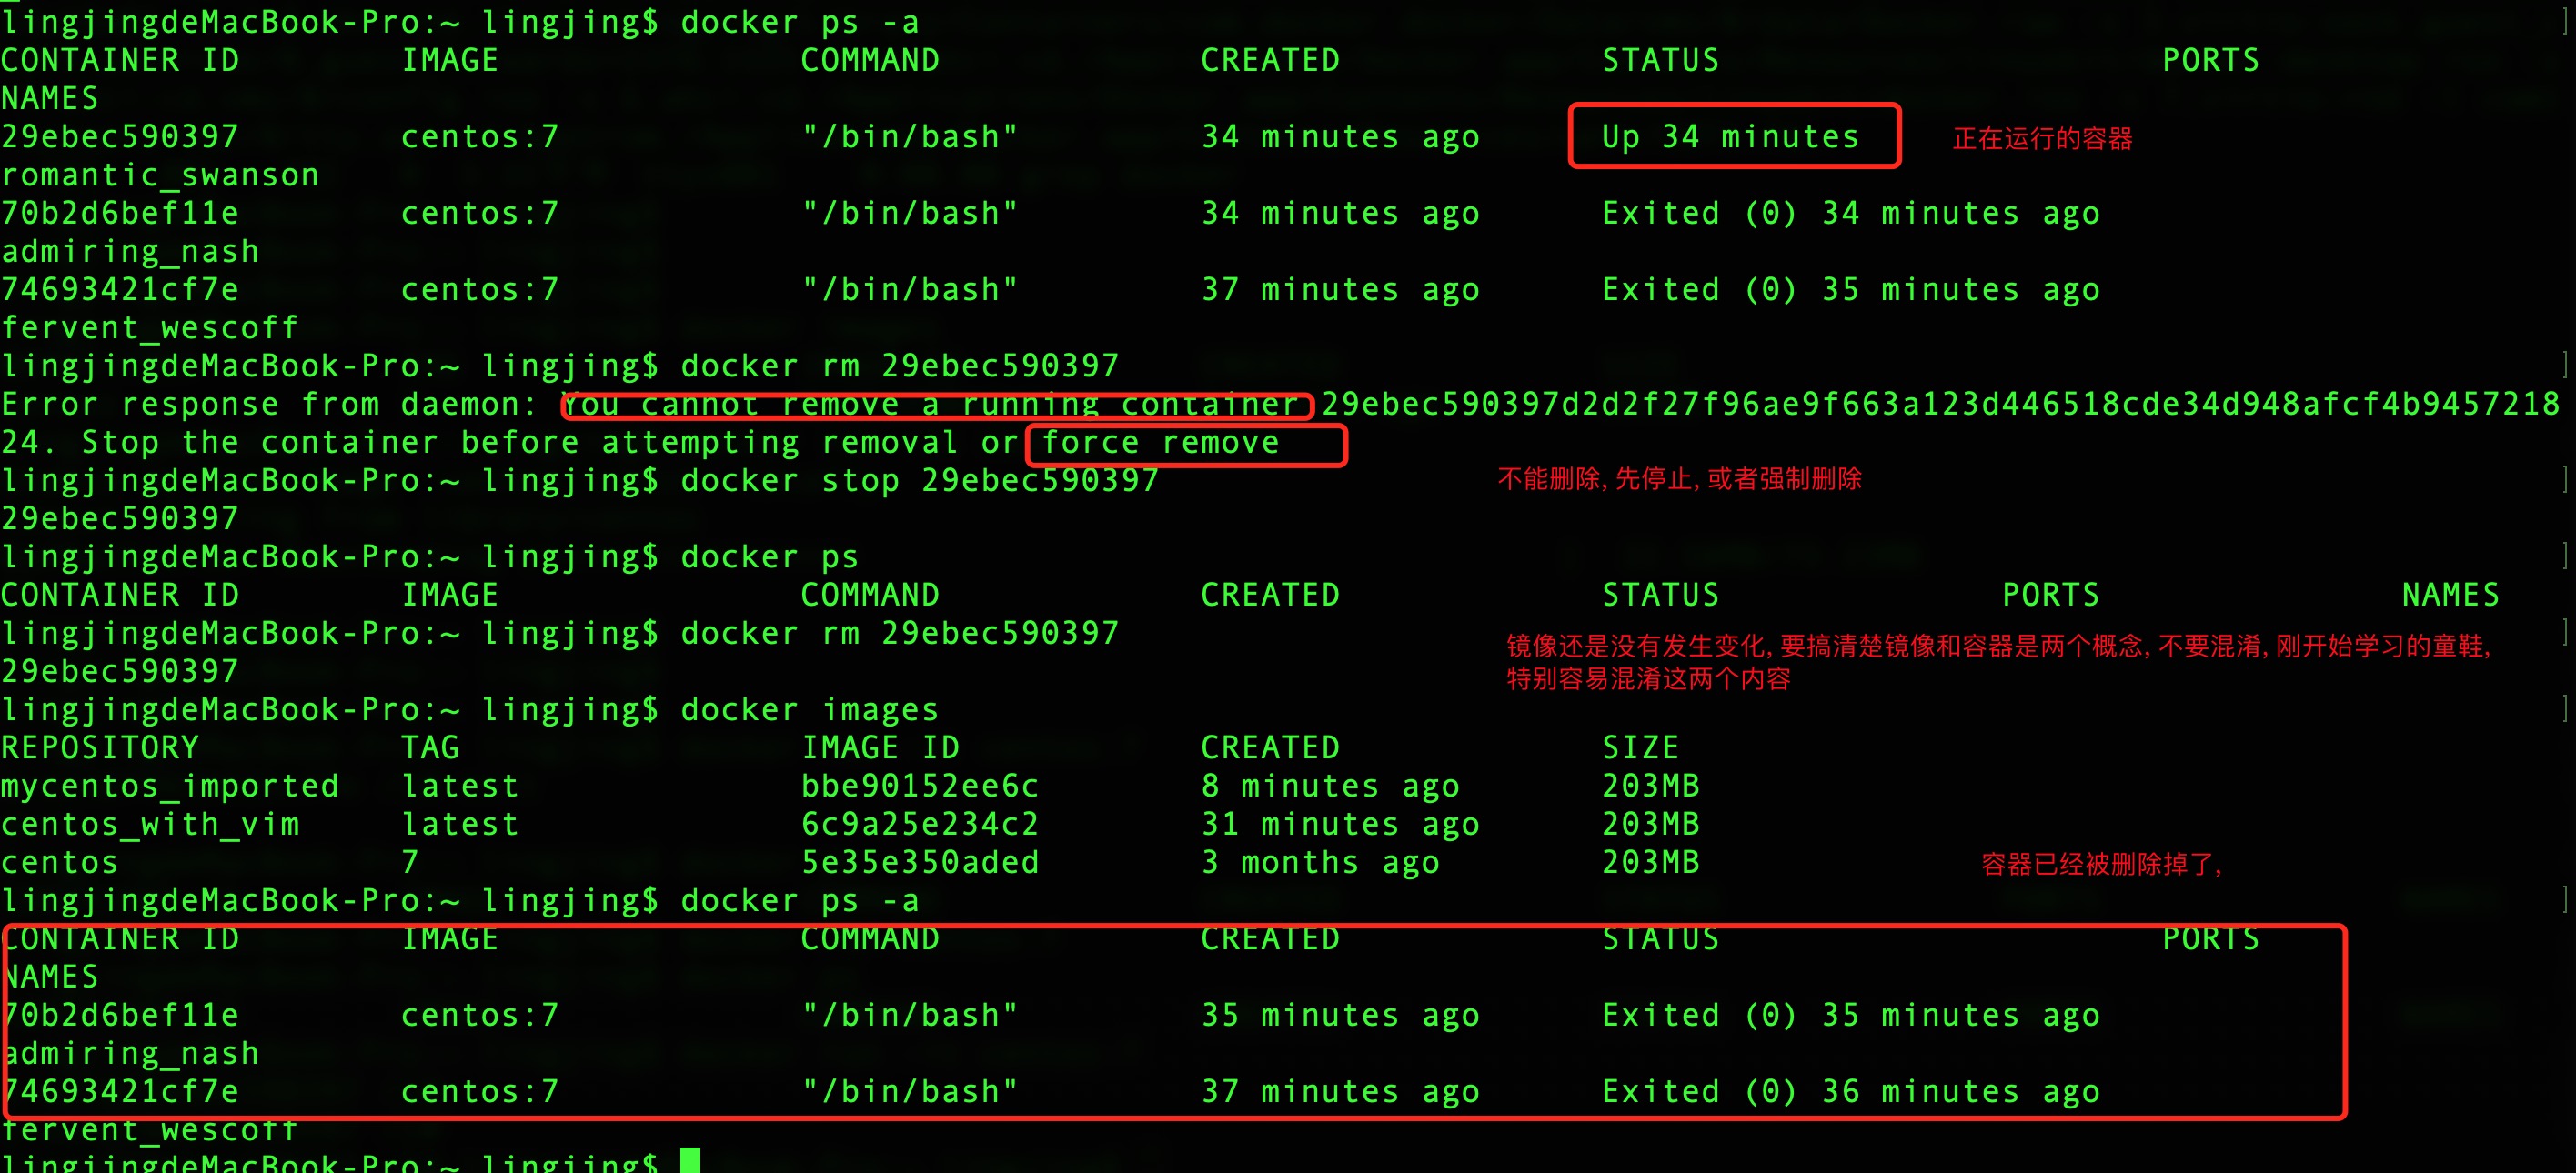 lingjingdeMacBook-Pro:~ lingjing$ docker ps -a
CONTAINER ID IMAGE COMMAND CREATED STATUS PORTS
NAMES
29ebec590397 centos:7 "/bin/bash" 34 minutes ago Up 34 minutes 正在运行的容器
romantic_swanson
70b2d6bef11e centos:7 "/bin/bash" 34 minutes ago Exited (0) 34 minutes ago
admiring_nash
74693421cf7e centos:7 "/bin/bash" 37 minutes ago Exited (0) 35 minutes ago
fervent_wescoff
lingjingdeMacBook-Pro:~ lingjing$ docker rm 29ebec590397
Error response from daemon: You cannot remove a running container 29ebec590397d2d2f27f96ae9f663a123d446518cde34d948afcf4b9457218
24. Stop the container before attempting removal or force remove
lingjingdeMacBook-Pro:~ lingjing$ docker stop 29ebec590397 不能删除, 先停止, 或者强制删除
29ebec590397
lingjingdeMacBook-Pro:~ lingjing$ docker ps
CONTAINER ID IMAGE COMMAND CREATED STATUS PORTS NAMES
lingjingdeMacBook-Pro:~ lingjing$ docker rm 29ebec590397
镜像还是没有发生变化, 要搞清楚镜像和容器是两个概念, 不要混淆, 刚开始学习的童鞋,
29ebec590397
特别容易混淆这两个内容
lingjingdeMacBook-Pro:~ lingjing$ docker images
REPOSITORY TAG IMAGE ID CREATED SIZE
mycentos_imported latest bbe90152ee6c 8 minutes ago 203MB
centos_with_vim latest 6c9a25e234c2 31 minutes ago 203MB
centos 7 5e35e350aded 3 months ago 203MB 容器已经被删除掉了,
lingjingdeMacBook-Pro:~ lingjing$ docker ps -a
CONTAINER ID IMAGE COMMAND CREATED STATUS PORTS
NAMES
70b2d6bef11e centos:7 "/bin/bash" 35 minutes ago Exited (0) 35 minutes ago
admiring_nash
74693421cf7e centos:7 "/bin/bash" 37 minutes ago Exited (0) 36 minutes ago
fervent_wescoff
lingjingdeMacBook-Pro:~ lingjing$